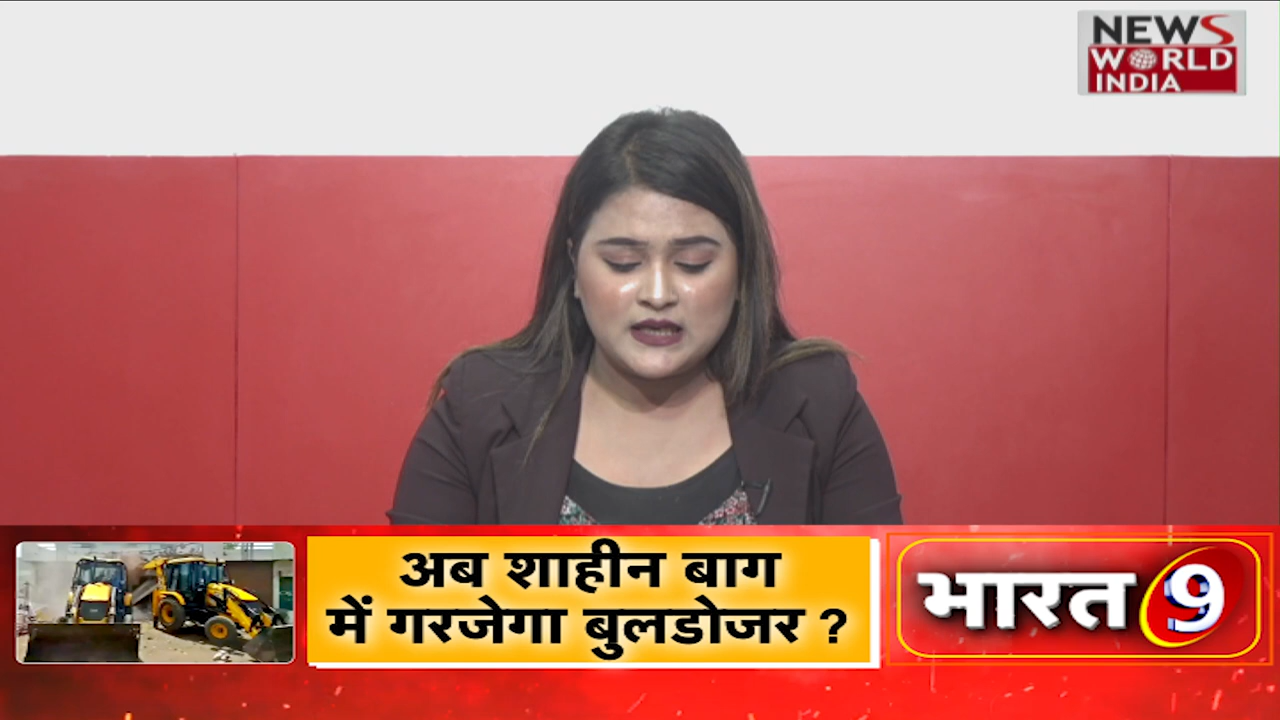 NEWS
WORLD
INDIA
अब शाहीन बाग
में गरजेगा बुलडोजर ?
भारत 9